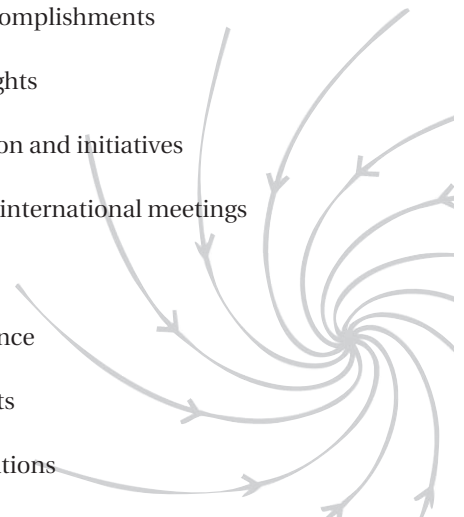 omplishments
ghts
on and initiatives
international meetings
nce
ts
tions